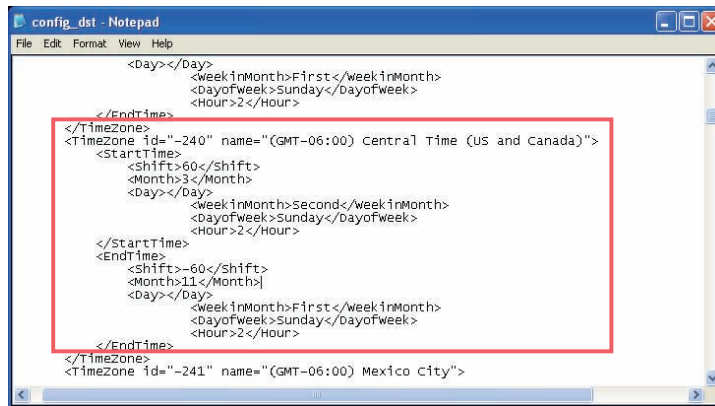 config_dst - Notepad
File Edit Format View Help
<Day></Day>
<WeekinMonth>First</WeekinMonth>
<DayofWeek>Sunday</DayofWeek>
<Hour>2</Hour>
</EndTime>
</TimeZone>
<TimeZone id="-240" name="(GMT-06:00) Central Time (US and Canada)">
<StartTime>
<Shift>60</Shift>
<Month>3</Month>
<Day></Day>
<WeekinMonth>Second</WeekinMonth>
<DayofWeek>Sunday</DayofWeek>
<Hour>2</Hour>
</StartTime>
<EndTime>
<Shift>-60</Shift>
<Month>11</Month>
<Day></Day>
<WeekinMonth>First</WeekinMonth>
<DayofWeek>Sunday</DayofWeek>
<Hour>2</Hour>
</EndTime>
</TimeZone>
<TimeZone id="-241" name="(GMT-06:00) Mexico City">